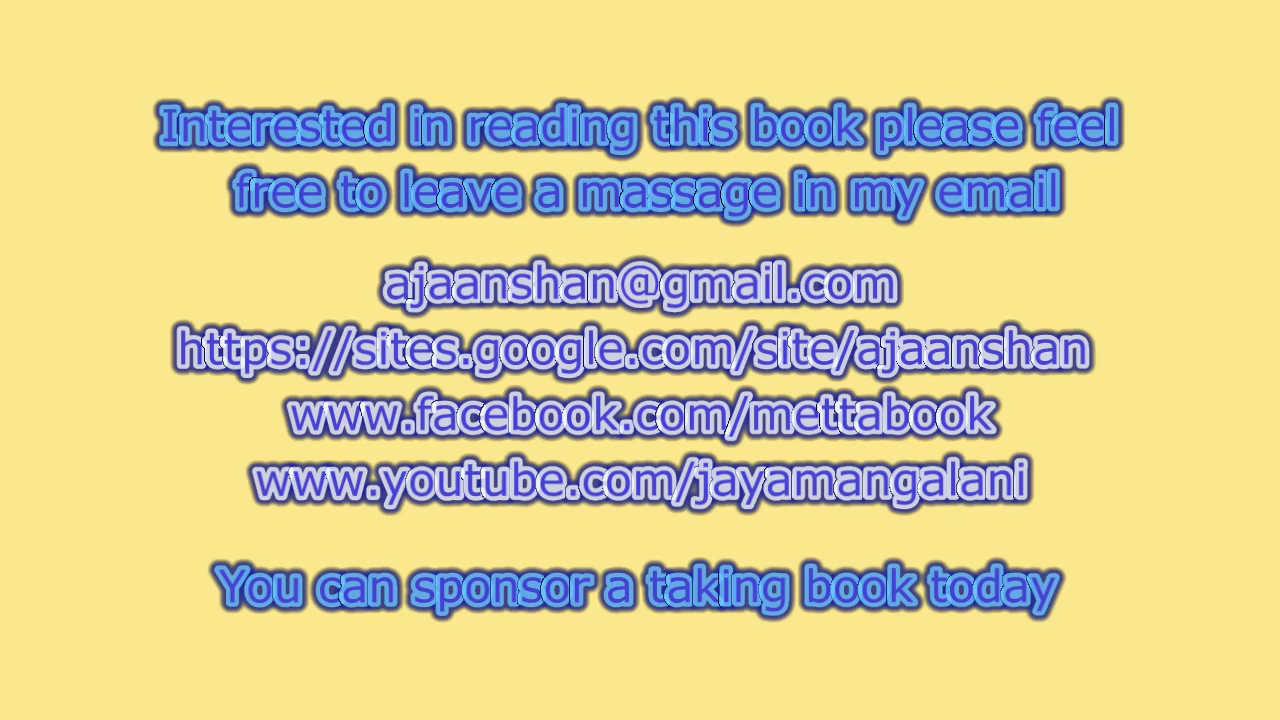 Interested in reading this book please feel
free to leave a massage in my email
ajaanshan@gmail.com
https://sites.google.com/site/ajaanshan
www.facebook.com/mettabook
www.youtube.com/jayamangalani
You can sponsor a taking book today